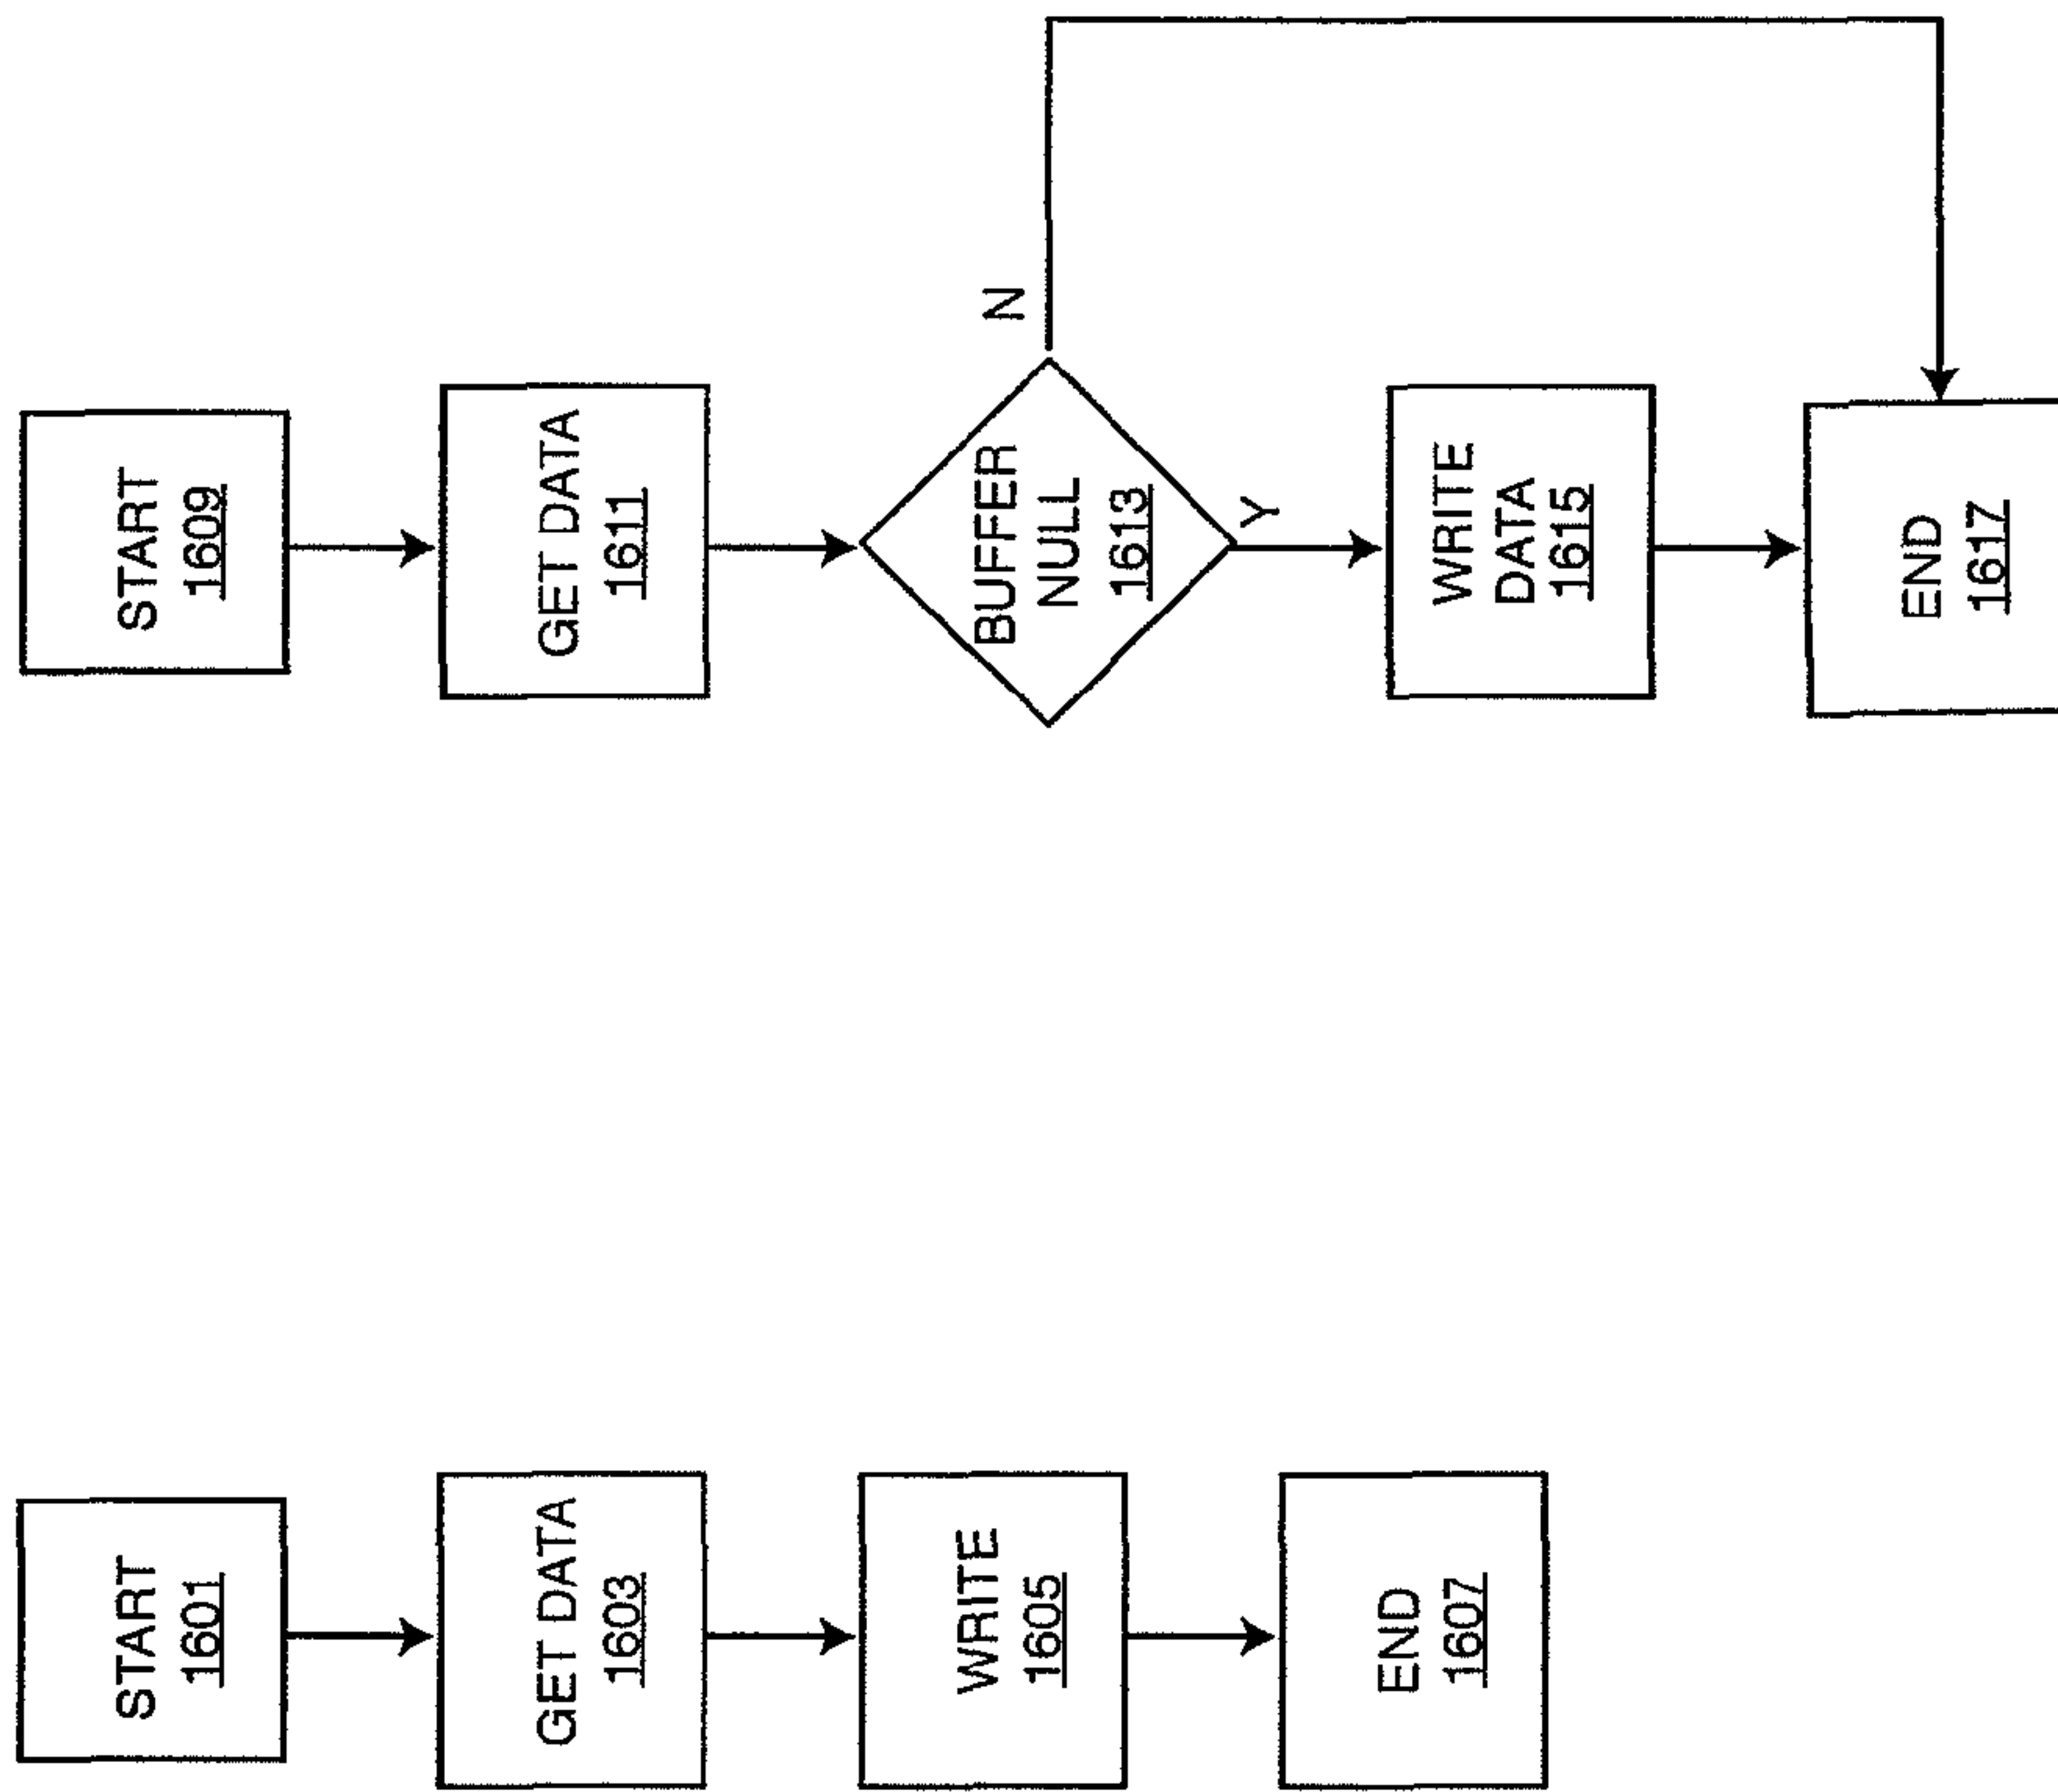 START
1601
GET DATA
1603
WRITE
1605
END
1607
START
1609
GET DATA
1611
BUFFER
NULL
1613
N
Y
WRITE
DATA
1615
END
1617